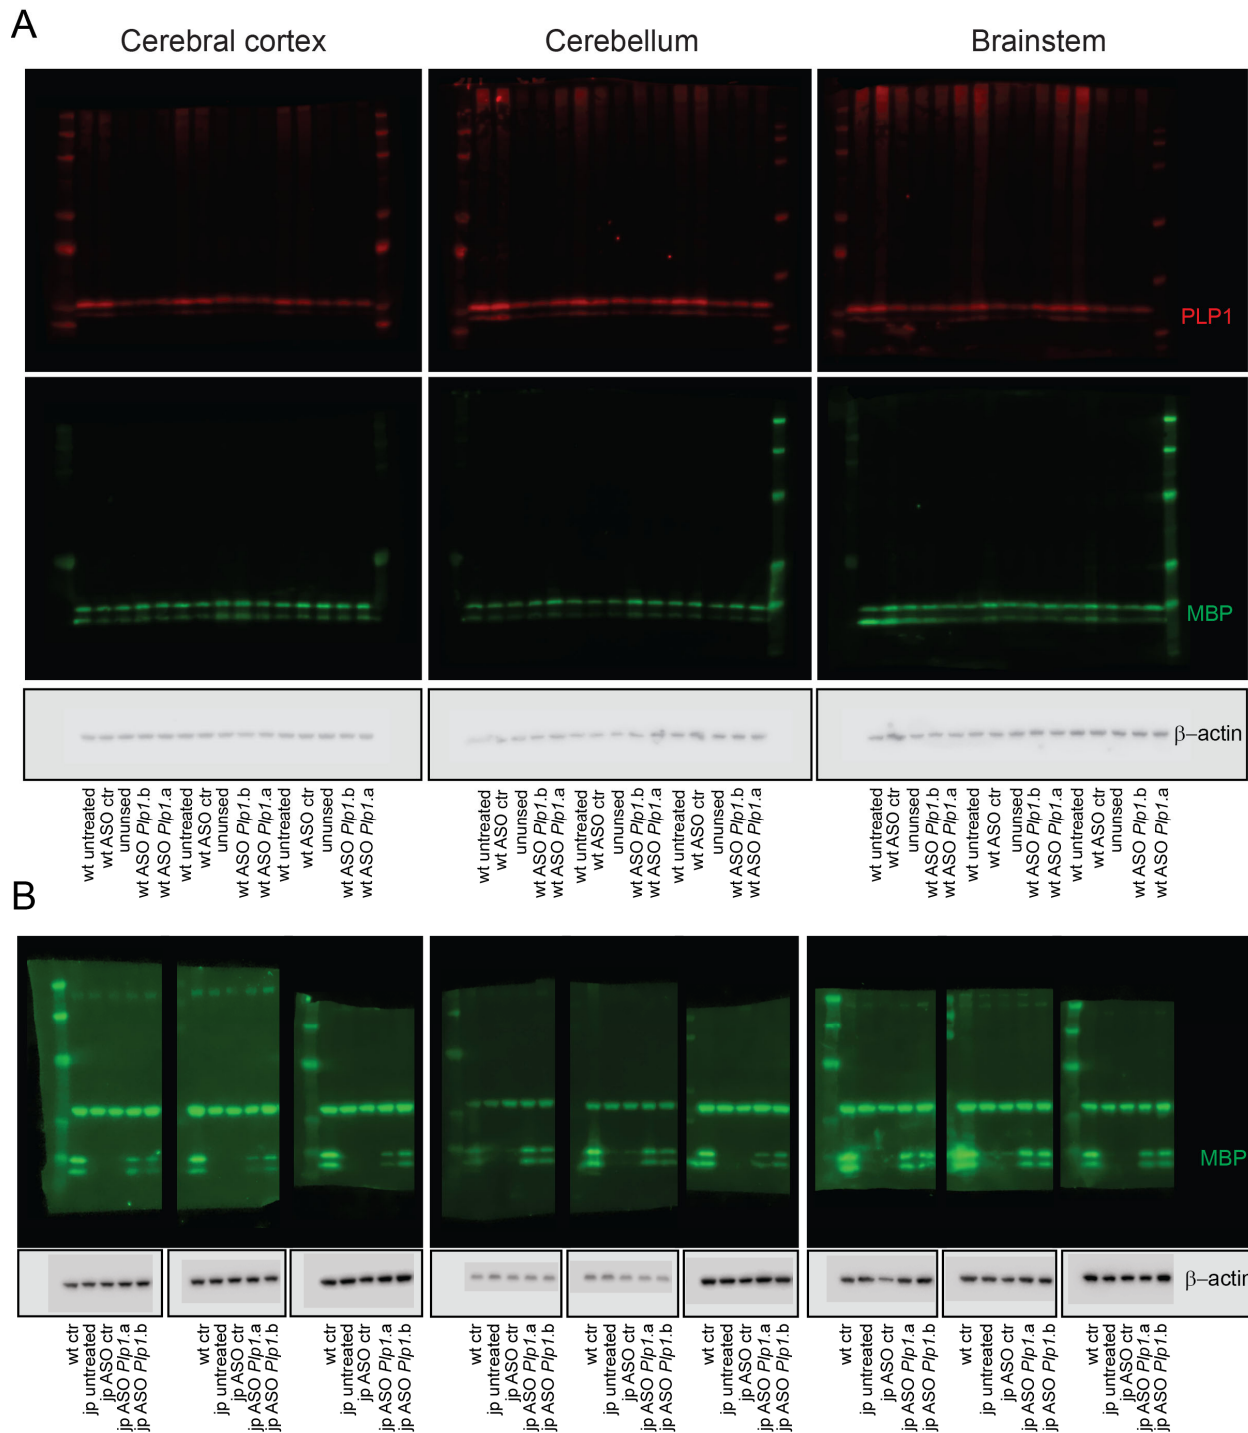 A
Cerebral cortex
Cerebellum
Brainstem
PLP1
MBP
β–actin
wt untreated
wt ASO ctr
ununsed
wt ASO Plp1.b
wt ASO Plp1.a
wt untreated
wt ASO ctr
ununsed
wt ASO Plp1.b
wt ASO Plp1.a
wt untreated
wt ASO ctr
ununsed
wt ASO Plp1.b
wt ASO Plp1.a
wt untreated
wt ASO ctr
ununsed
wt ASO Plp1.b
wt ASO Plp1.a
wt untreated
wt ASO ctr
ununsed
wt ASO Plp1.b
wt ASO Plp1.a
wt untreated
wt ASO ctr
ununsed
wt ASO Plp1.b
wt ASO Plp1.a
wt untreated
wt ASO ctr
ununsed
wt ASO Plp1.b
wt ASO Plp1.a
wt untreated
wt ASO ctr
ununsed
wt ASO Plp1.b
wt ASO Plp1.a
wt untreated
wt ASO ctr
ununsed
wt ASO Plp1.b
wt ASO Plp1.a
B
MBP
β–actin
wt ctr
jp untreated
jp ASO ctr
jp ASO Plp1.a
jp ASO Plp1.b
wt ctr
jp untreated
jp ASO ctr
jp ASO Plp1.a
jp ASO Plp1.b
wt ctr
jp untreated
jp ASO ctr
jp ASO Plp1.a
jp ASO Plp1.b
wt ctr
jp untreated
jp ASO ctr
jp ASO Plp1.a
jp ASO Plp1.b
wt ctr
jp untreated
jp ASO ctr
jp ASO Plp1.a
jp ASO Plp1.b
wt ctr
jp untreated
jp ASO ctr
jp ASO Plp1.a
jp ASO Plp1.b
wt ctr
jp untreated
jp ASO ctr
jp ASO Plp1.a
jp ASO Plp1.b
wt ctr
jp untreated
jp ASO ctr
jp ASO Plp1.a
jp ASO Plp1.b
wt ctr
jp untreated
jp ASO ctr
jp ASO Plp1.a
jp ASO Plp1.b